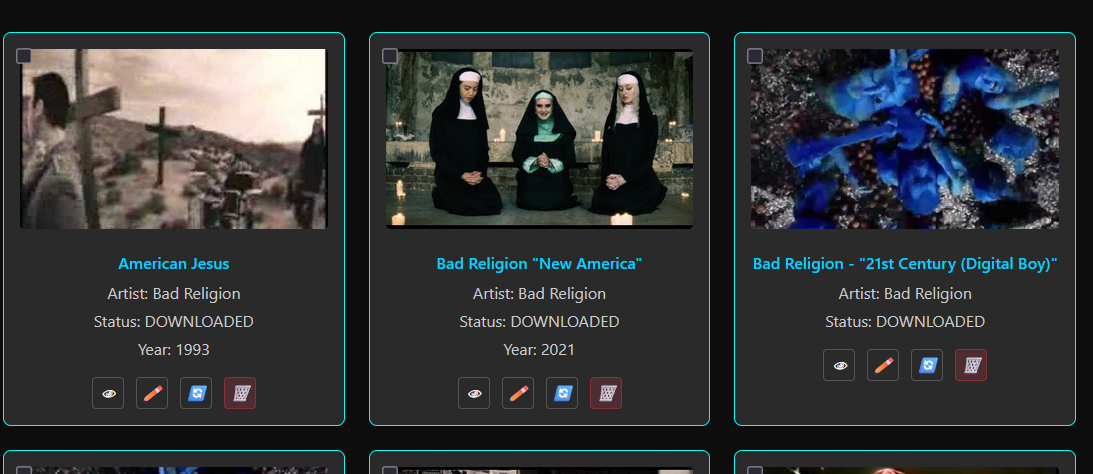 American Jesus
Artist: Bad Religion
Status: DOWNLOADED
Year: 1993
Bad Religion "New America"
Artist: Bad Religion
Status: DOWNLOADED
Year: 2021
Bad Religion - "21st Century (Digital Boy)"
Artist: Bad Religion
Status: DOWNLOADED